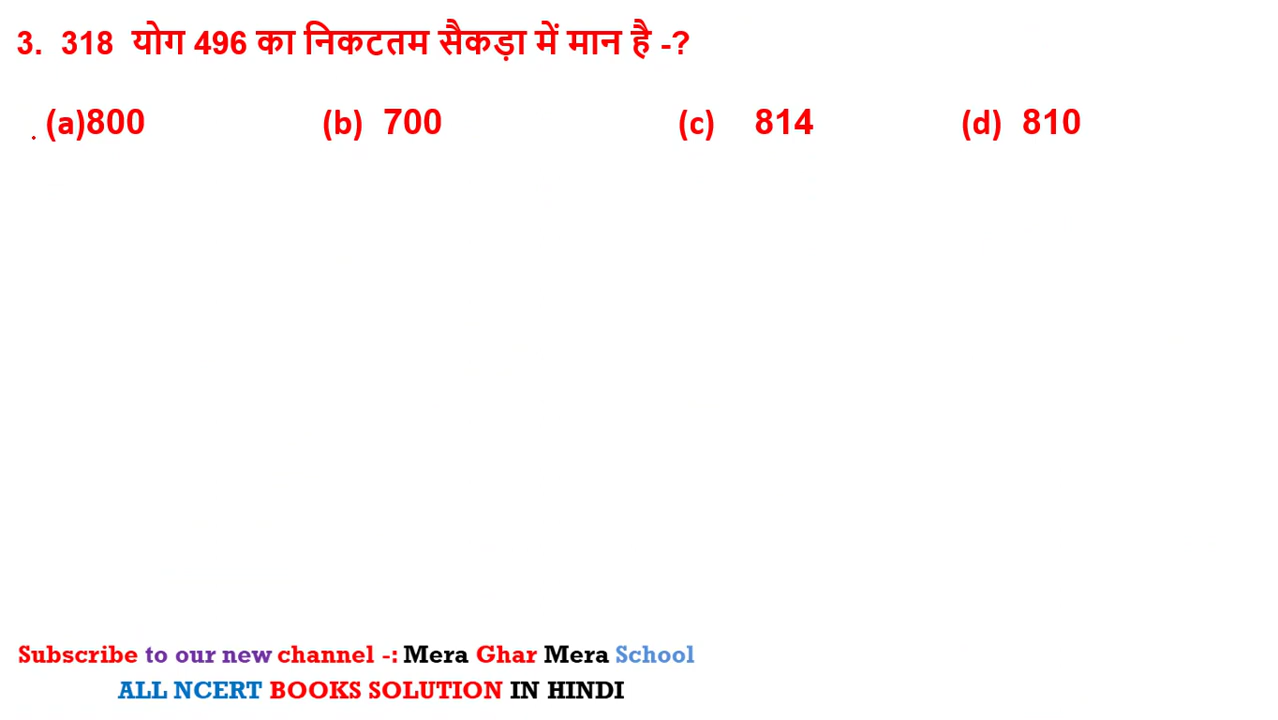 3. 318 योग 496 का निकटतम सैकड़ा में मान है -?
(a)800 (b) 700 (c) 814 (d) 810
Subscribe to our new channel -: Mera Ghar Mera School
ALL NCERT BOOKS SOLUTION IN HINDI